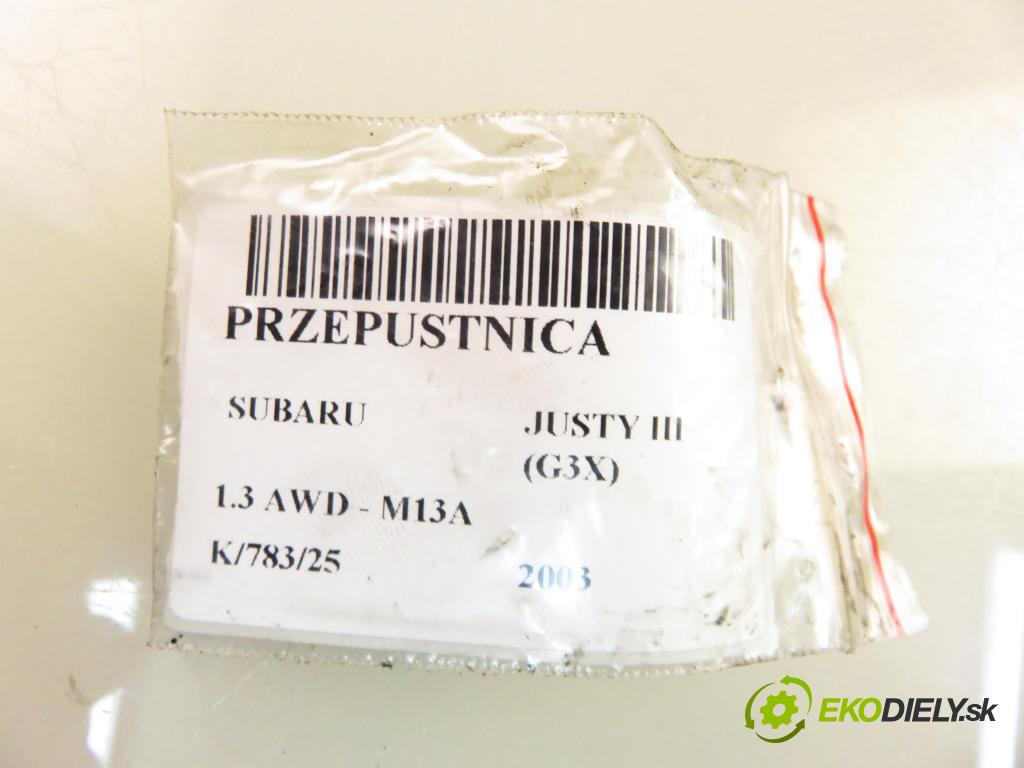 PRZEPUSTNICA
SUBARU
JUSTY III
(G3X)
1.3 AWD - M13A
K/783/25
2003
EKODIELY.sk